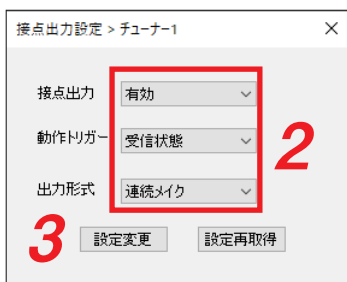 接点出力設定 > チューナー1
接点出力 有効
動作トリガー 受信状態
2
出力形式 連続メイク
3 設定変更 設定再取得